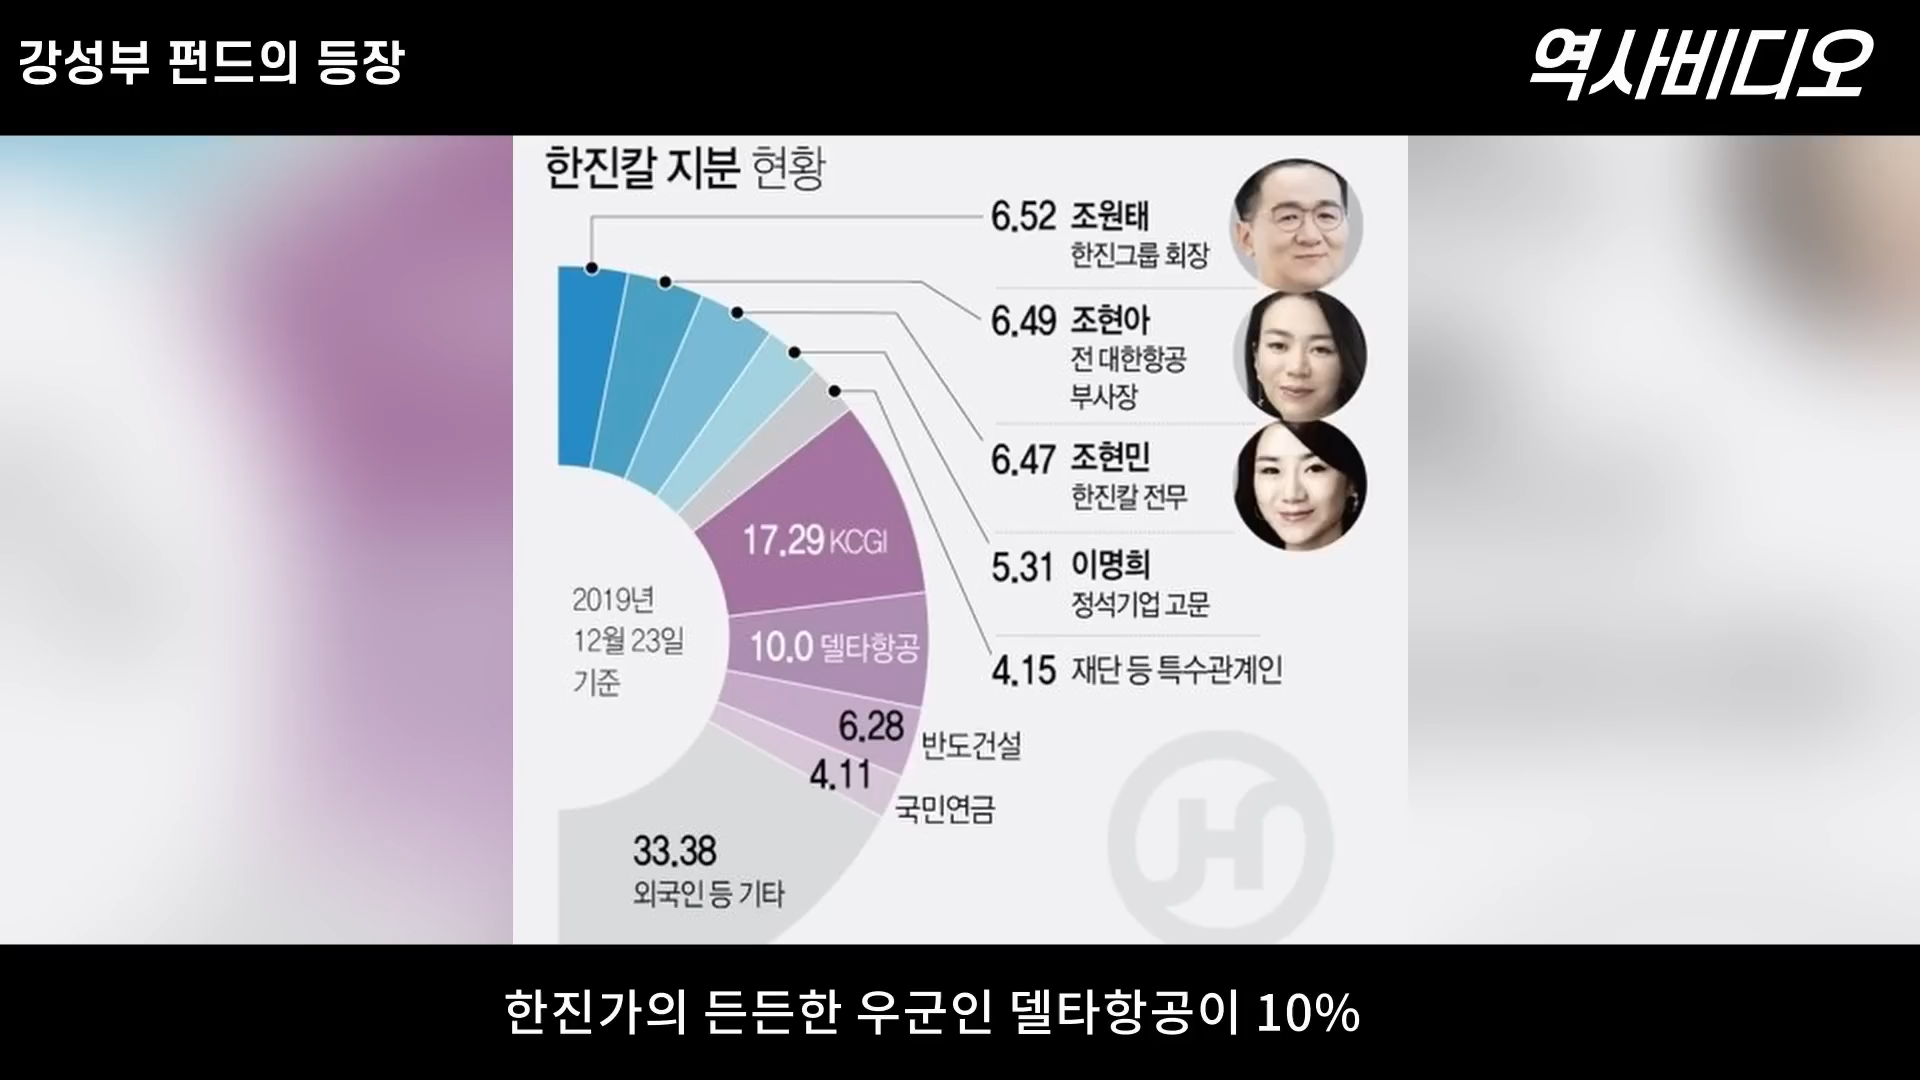 강성부 펀드의 등장
역사비디오
한진칼 지분 현황
6.52 조원태
한진그룹 회장
6.49 조현아
전 대한항공
부사장
6.47 조현민
한진칼 전무
5.31 이명희
정석기업 고문
4.15 재단 등 특수관계인
17.29 KCGI
10.0 델타항공
6.28 반도건설
4.11 국민연금
33.38
외국인 등 기타
2019년
12월 23일
기준
한진가의 든든한 우군인 델타항공이 10%